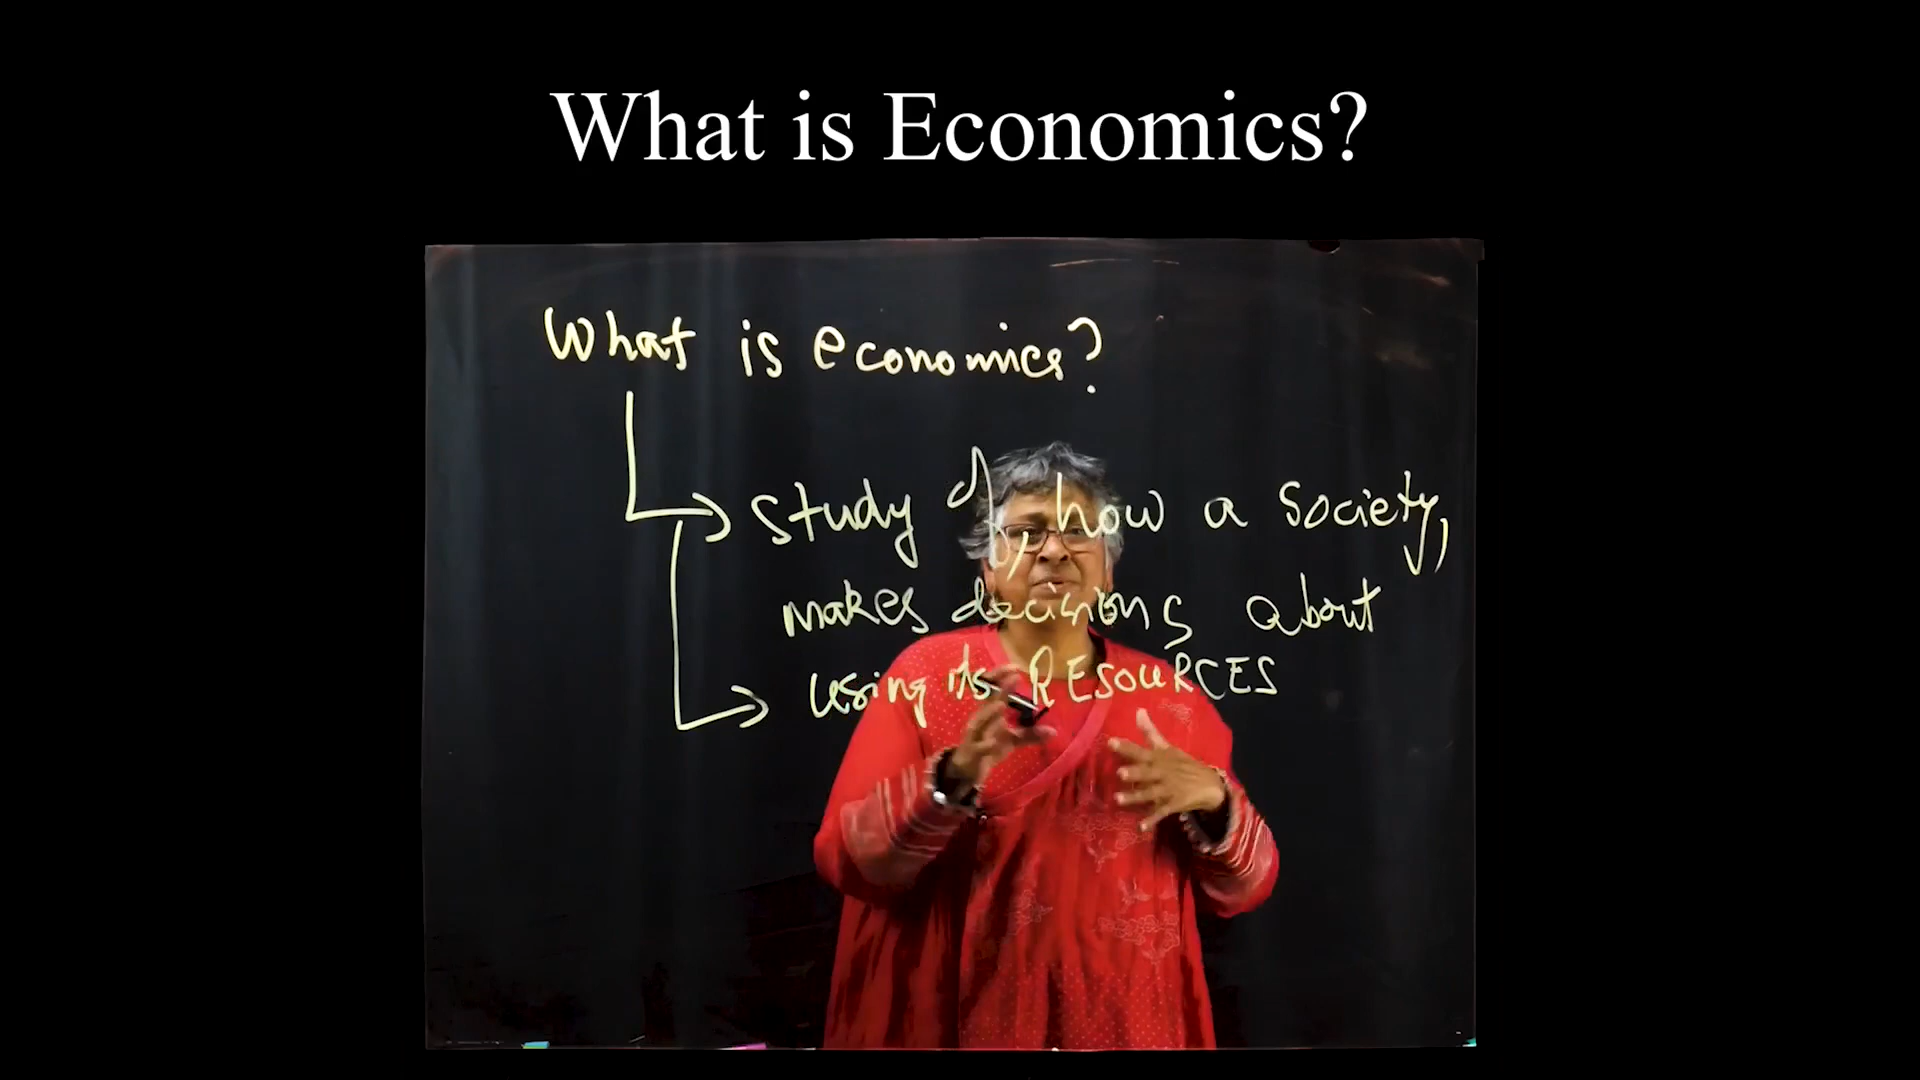 What is Economics?
What is economics?
study of, how a society,
makes decisions about
using its RESOURCES